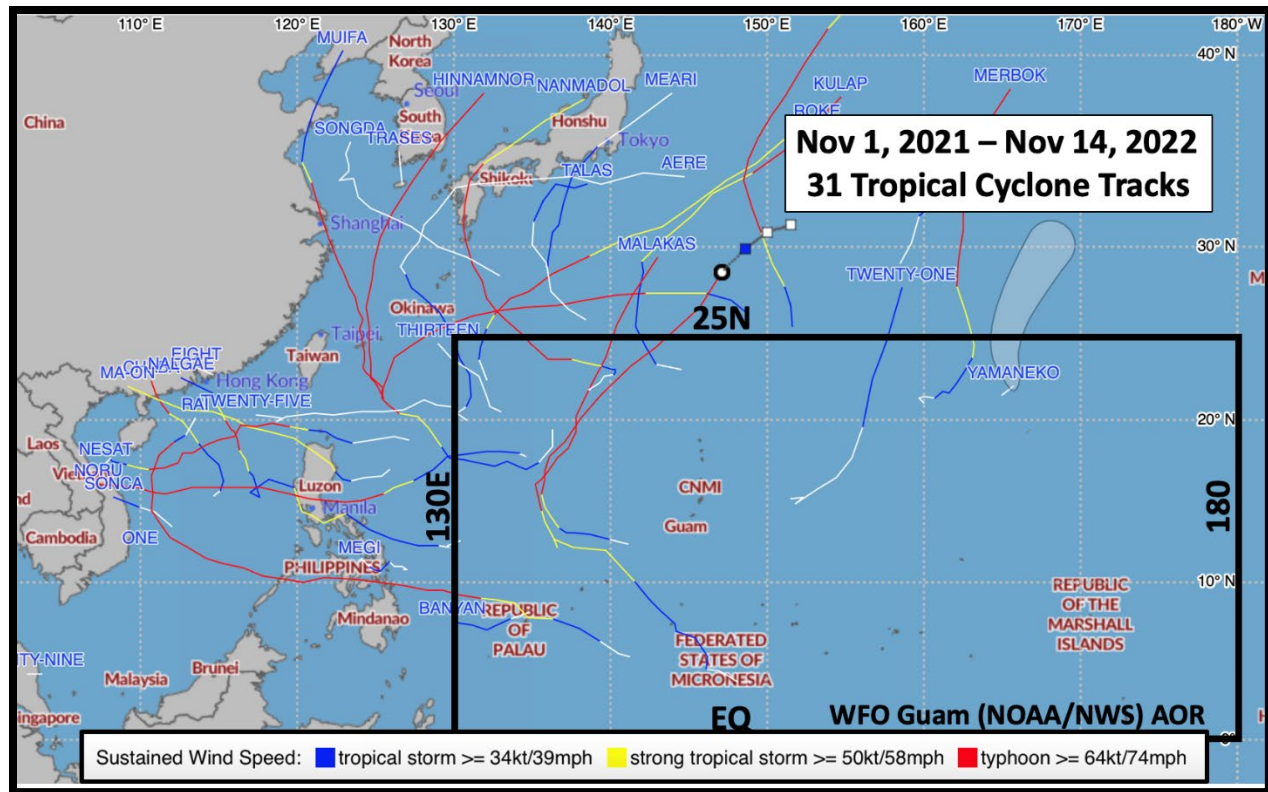 110° E 120° E 130° E 140° E 150° E 160° E 170° E 180° W
40° N
MUIFA
North
Korea
HINNAMNOR
NANMADOL
MEARI
KULAP
MERBOK
Seoul
South
China
SONGDA
TRASES
Honshu
Tokyo
ROKE
Nov 1, 2021 – Nov 14, 2022
31 Tropical Cyclone Tracks
Shikoku
TALAS
AERE
Shanghai
MALAKAS
30° N
TWENTY-ONE
Okinawa
25N
THIRTEEN
Taipei
Taiwan
EIGHT
NALGAE
MA-ON
Hong Kong
YAMANEKO
RAI
TWENTY-FIVE
20° N
Laos
NESAT
NORU
SONCA
Luzon
130E
CNMI
180
Manila
Guam
Cambodia
ONE
MEGI
PHILIPPINES
10° N
BANYAN
REPUBLIC
OF
PALAU
Mindanao
FEDERATED
STATES OF
MICRONESIA
REPUBLIC
OF THE
MARSHALL
ISLANDS
TY-NINE
Malaysia
Brunei
ingapore
EQ
WFO Guam (NOAA/NWS) AOR
Sustained Wind Speed: tropical storm >= 34kt/39mph strong tropical storm >= 50kt/58mph typhoon >= 64kt/74mph